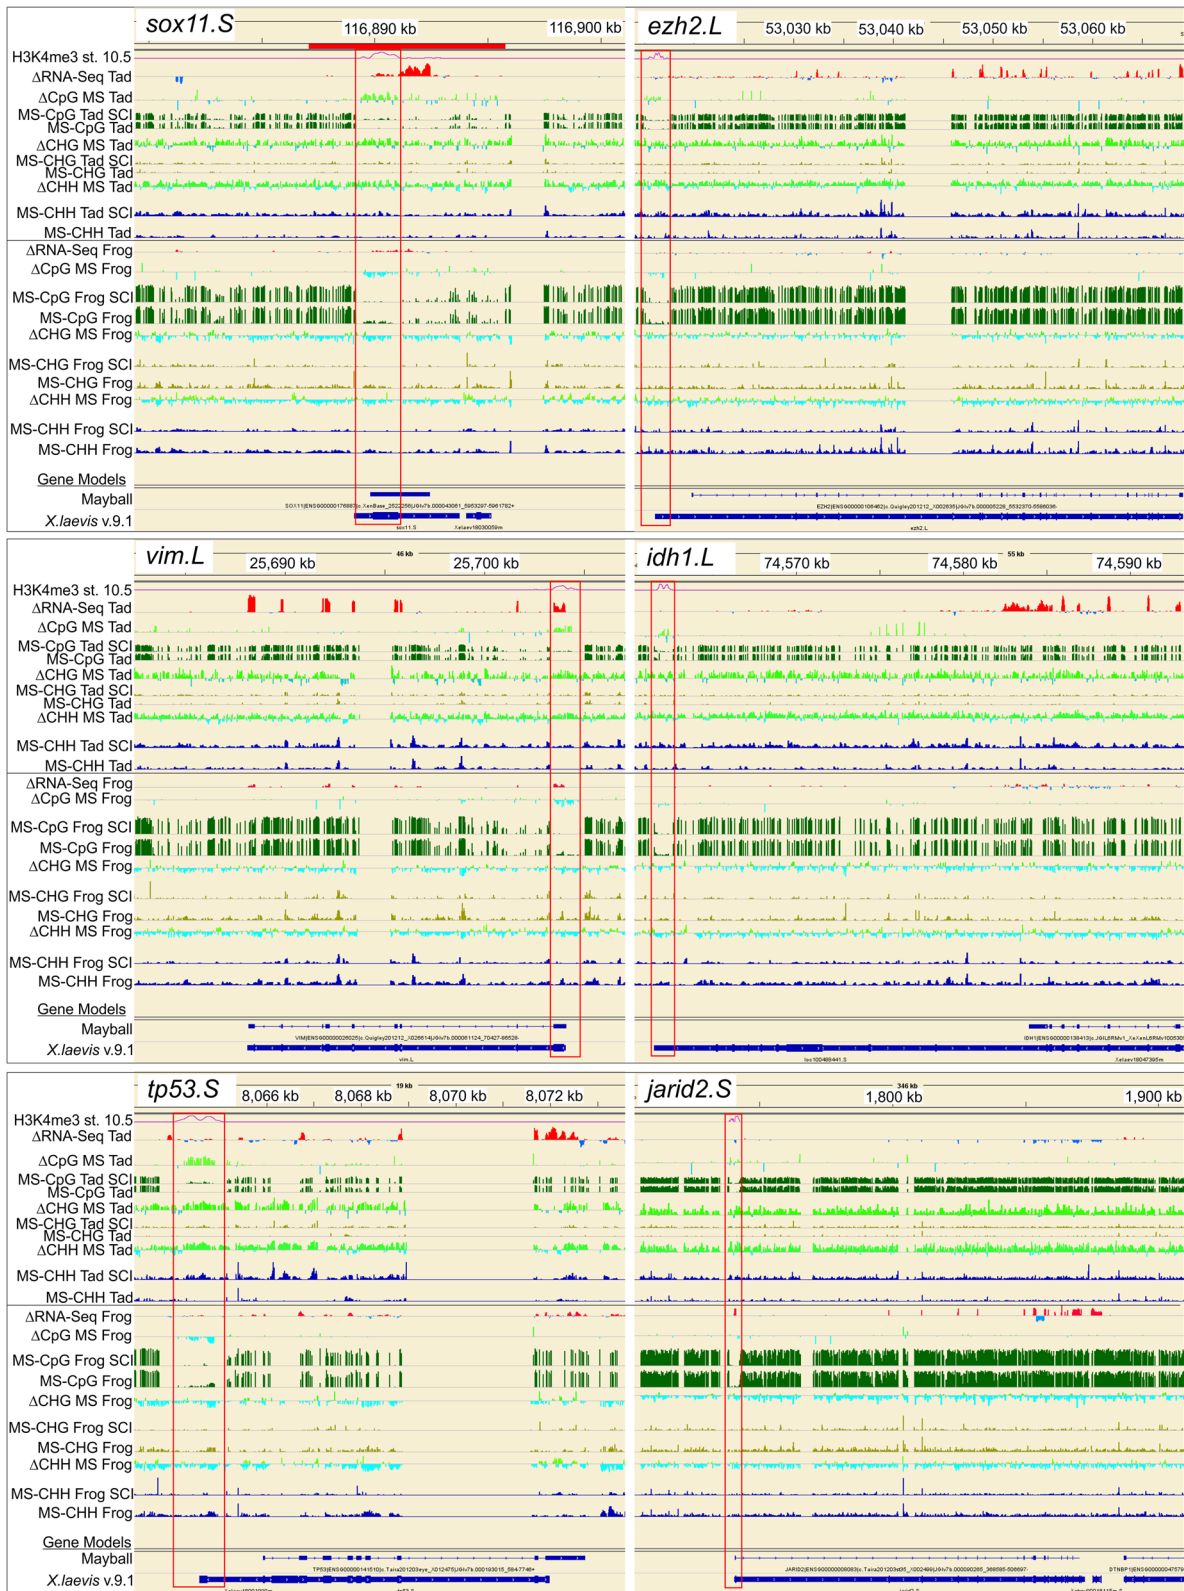 sox11.S
116,890 kb
116,900 kb
H3K4me3 st. 10.5
ΔRNA-Seq Tad
ΔCpG MS Tad
MS-CpG Tad SCI
MS-CpG Tad
ΔCHG MS Tad
MS-CHG Tad SCI
MS-CHG Tad
ΔCHH MS Tad
MS-CHH Tad SCI
MS-CHH Tad
ΔRNA-Seq Frog
ΔCpG MS Frog
MS-CpG Frog SCI
MS-CpG Frog
ΔCHG MS Frog
MS-CHG Frog SCI
MS-CHG Frog
ΔCHH MS Frog
MS-CHH Frog SCI
MS-CHH Frog
Gene Models
Mayball
X.laevis v.9.1
sox11.S
Xelaev18030059m
ezh2.L
53,030 kb
53,040 kb
53,050 kb
53,060 kb
ezh2.L
vim.L
25,690 kb
46 kb
25,700 kb
H3K4me3 st. 10.5
ΔRNA-Seq Tad
ΔCpG MS Tad
MS-CpG Tad SCI
MS-CpG Tad
ΔCHG MS Tad
MS-CHG Tad SCI
MS-CHG Tad
ΔCHH MS Tad
MS-CHH Tad SCI
MS-CHH Tad
ΔRNA-Seq Frog
ΔCpG MS Frog
MS-CpG Frog SCI
MS-CpG Frog
ΔCHG MS Frog
MS-CHG Frog SCI
MS-CHG Frog
ΔCHH MS Frog
MS-CHH Frog SCI
MS-CHH Frog
Gene Models
Mayball
X.laevis v.9.1
vim.L
idh1.L
74,570 kb
55 kb
74,580 kb
74,590 kb
loc100488441.S
Xelaev18047395m
tp53.S
8,066 kb
8,068 kb
19 kb
8,070 kb
8,072 kb
H3K4me3 st. 10.5
ΔRNA-Seq Tad
ΔCpG MS Tad
MS-CpG Tad SCI
MS-CpG Tad
ΔCHG MS Tad
MS-CHG Tad SCI
MS-CHG Tad
ΔCHH MS Tad
MS-CHH Tad SCI
MS-CHH Tad
ΔRNA-Seq Frog
ΔCpG MS Frog
MS-CpG Frog SCI
MS-CpG Frog
ΔCHG MS Frog
MS-CHG Frog SCI
MS-CHG Frog
ΔCHH MS Frog
MS-CHH Frog SCI
MS-CHH Frog
Gene Models
Mayball
X.laevis v.9.1
jarid2.S
346 kb
1,800 kb
1,900 kb